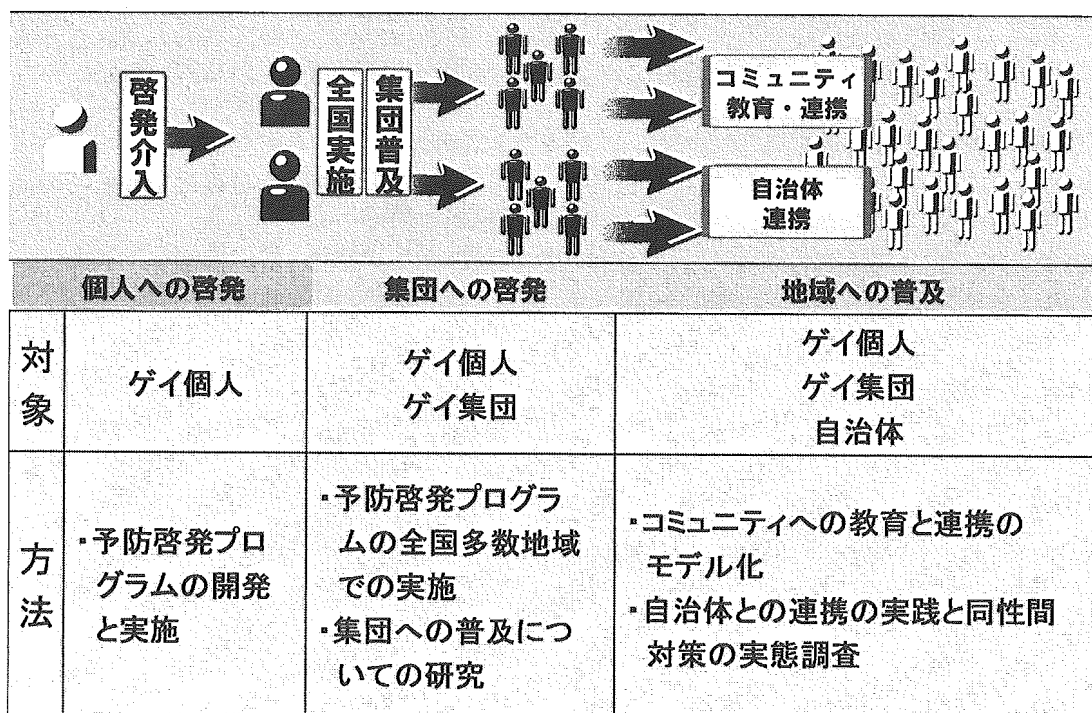 啓発介入
全国実施
集団普及
コミュニティ
教育・連携
自治体
連携
個人への啓発
集団への啓発
地域への普及
対象
ゲイ個人
ゲイ個人
ゲイ集団
ゲイ個人
ゲイ集団
自治体
方法
・予防啓発プロ
グラムの開発
と実施
・予防啓発プログラ
ムの全国多数地域
での実施
・集団への普及につ
いての研究
・コミュニティへの教育と連携の
モデル化
・自治体との連携の実践と同性間
対策の実態調査